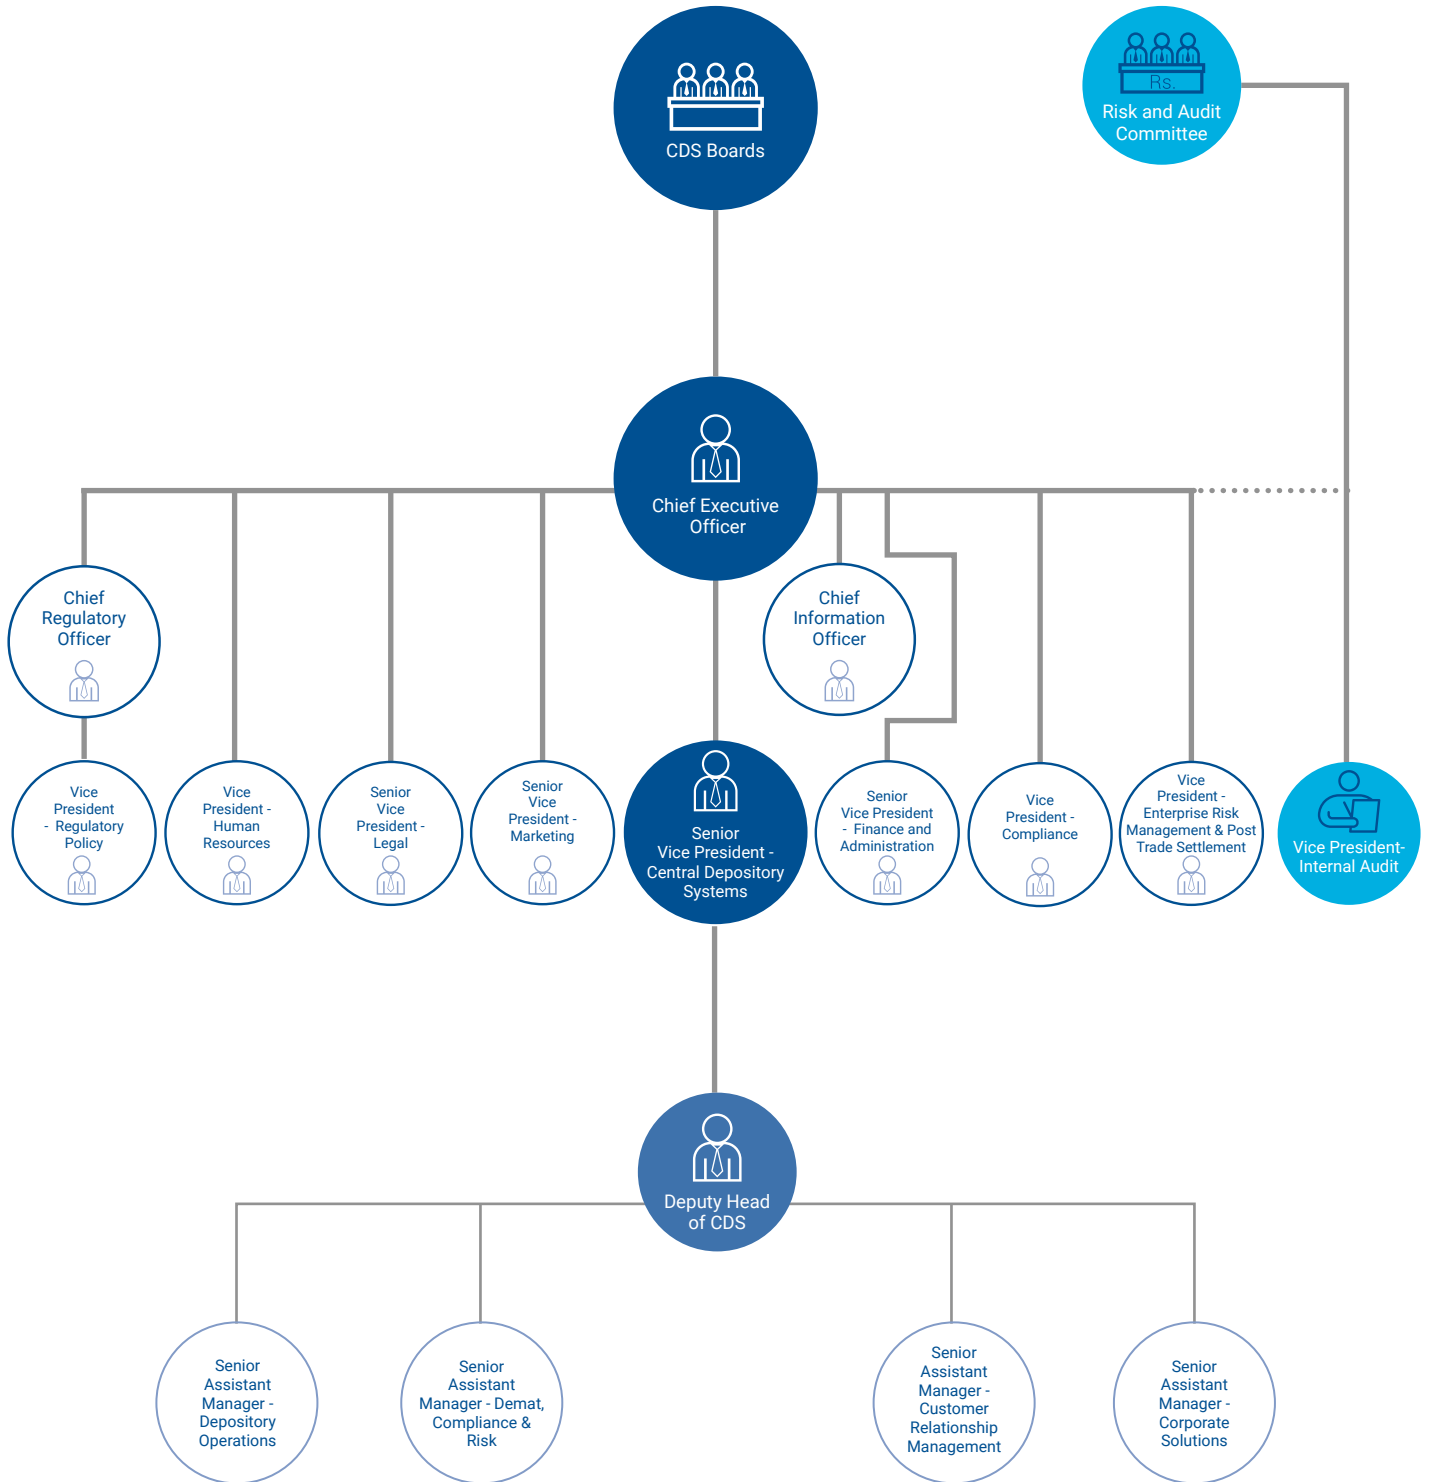 CDS Boards
Rs.
Risk and Audit
Committee
Chief Executive
Officer
Chief
Regulatory
Officer
Chief
Information
Officer
Vice
President
- Regulatory
Policy
Vice
President -
Human
Resources
Senior
Vice
President -
Legal
Senior
Vice
President -
Marketing
Senior
Vice President -
Central Depository
Systems
Senior
Vice President
- Finance and
Administration
Vice
President -
Compliance
Vice
President -
Enterprise Risk
Management & Post
Trade Settlement
Vice President-
Internal Audit
Deputy Head
of CDS
Senior
Assistant
Manager -
Depository
Operations
Senior
Assistant
Manager - Demat,
Compliance &
Risk
Senior
Assistant
Manager -
Customer
Relationship
Management
Senior
Assistant
Manager -
Corporate
Solutions